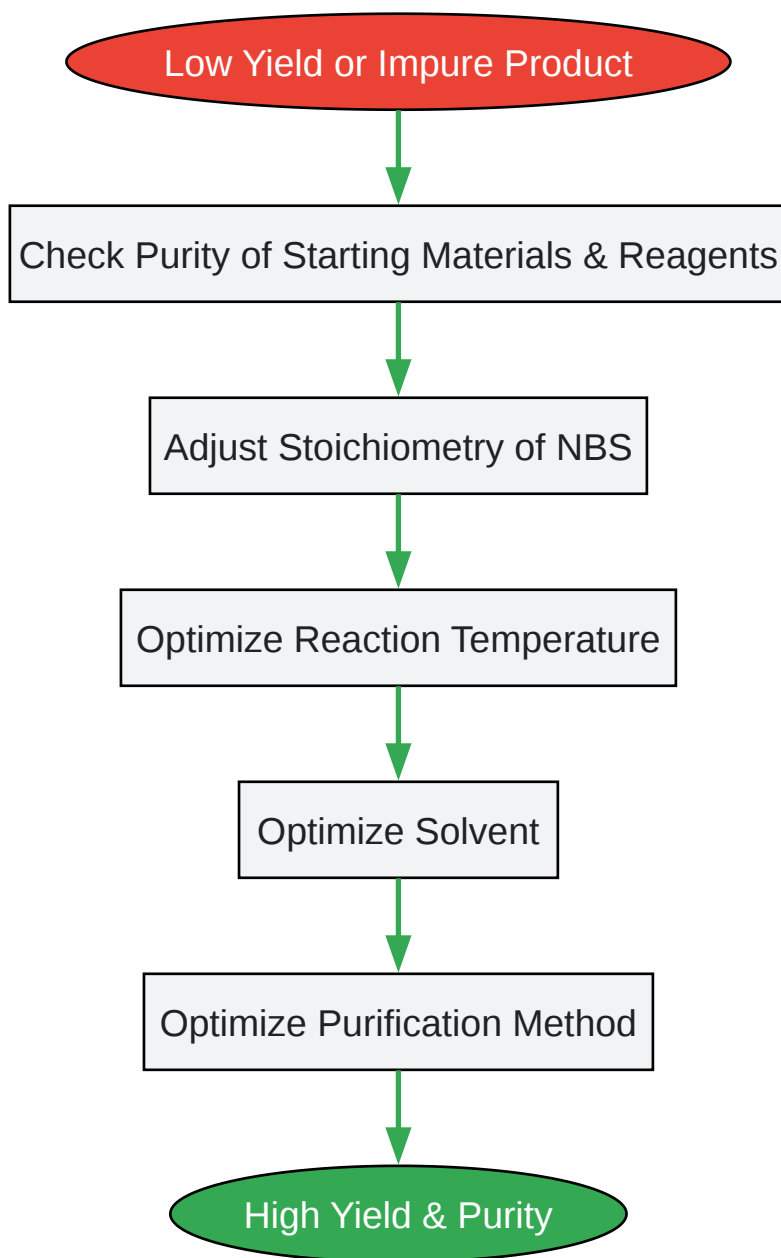 Low Yield or Impure Product
Check Purity of Starting Materials & Reagents
Adjust Stoichiometry of NBS
Optimize Reaction Temperature
Optimize Solvent
Optimize Purification Method
High Yield & Purity